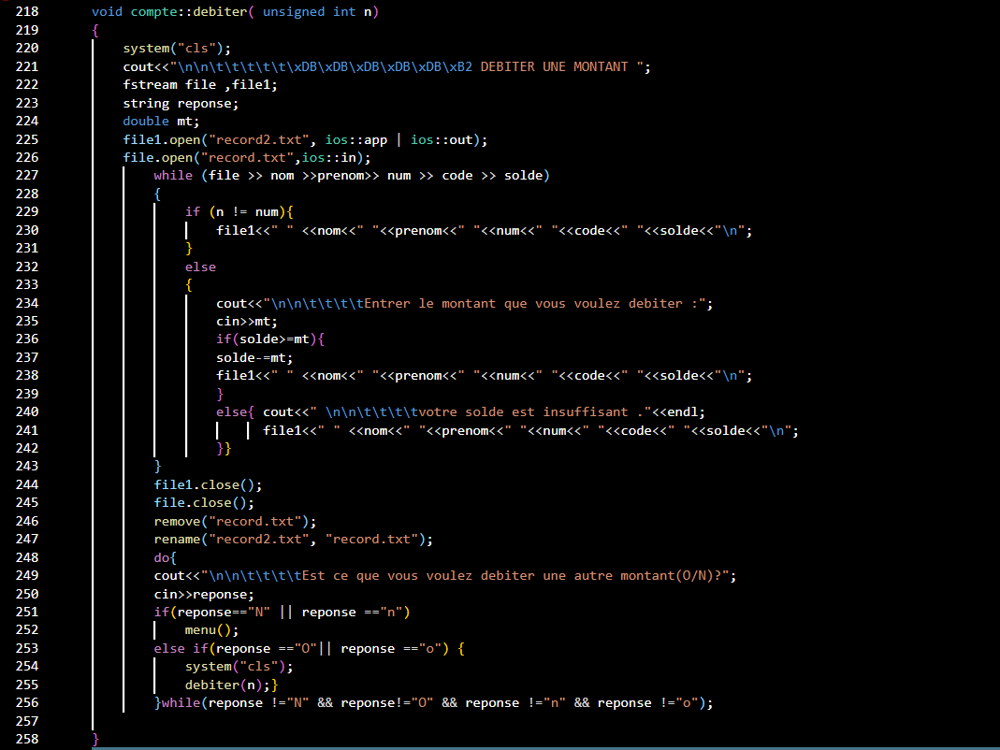 218 void compte::debiter( unsigned int n)
219 {
220 system("cls");
221 cout<<"\n\n\t\t\t\t\t\xDB\xDB\xDB\xDB\xDB\xB2 DEBITER UNE MONTANT ";
222 fstream file ,file1;
223 string reponse;
224 double mt;
225 file1.open("record2.txt", ios::app | ios::out);
226 file.open("record.txt",ios::in);
227 while (file >> nom >>prenom>> num >> code >> solde)
228 {
229 if (n != num){
230 file1<<" " <<nom<<" "<<prenom<<" "<<num<<" "<<code<<" "<<solde<<"\n";
231 }
232 else
233 {
234 cout<<"\n\n\t\t\t\tEntrer le montant que vous voulez debiter :";
235 cin>>mt;
236 if(solde>=mt){
237 solde-=mt;
238 file1<<" " <<nom<<" "<<prenom<<" "<<num<<" "<<code<<" "<<solde<<"\n";
239 }
240 else{ cout<<" \n\n\t\t\t\tvotre solde est insuffisant ."<<endl;
241 file1<<" " <<nom<<" "<<prenom<<" "<<num<<" "<<code<<" "<<solde<<"\n";
242 }}
243 }
244 file1.close();
245 file.close();
246 remove("record.txt");
247 rename("record2.txt", "record.txt");
248 do{
249 cout<<"\n\n\t\t\t\tEst ce que vous voulez debiter une autre montant(O/N)?";
250 cin>>reponse;
251 if(reponse=="N" || reponse =="n")
252 menu();
253 else if(reponse =="O"|| reponse =="o") {
254 system("cls");
255 debiter(n);}
256 }while(reponse !="N" && reponse!="O" && reponse !="n" && reponse !="o");
257
258 }